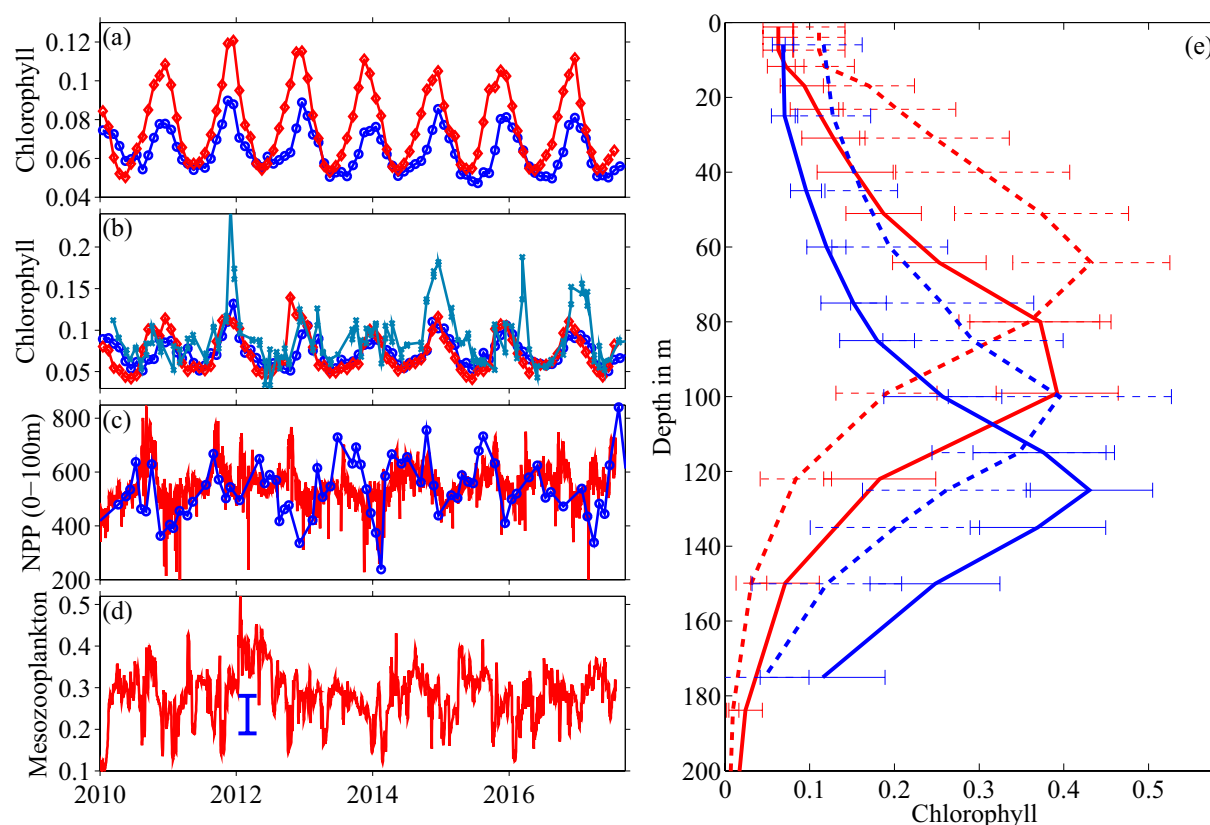 (a)
Chlorophyll
0.12
0.1
0.08
0.06
0.04
(b)
Chlorophyll
0.2
0.15
0.1
0.05
(c)
NPP (0−100m)
800
600
400
200
(d)
Mesozooplankton
0.5
0.4
0.3
0.2
0.1
2010 2012 2014 2016
(e)
Depth in m
0
20
40
60
80
100
120
140
160
180
200
0 0.1 0.2 0.3 0.4 0.5
Chlorophyll